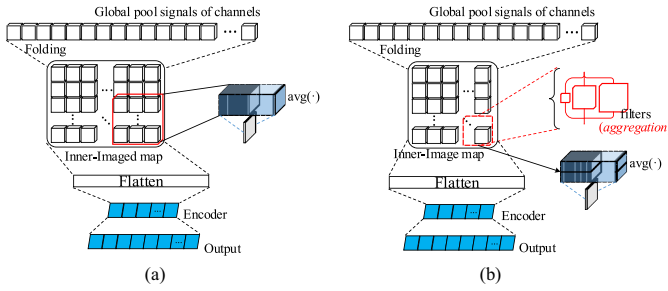 Global pool signals of channels
Folding
avg(·)
Inner-Imaged map
Flatten
Encoder
Output
(a)
Global pool signals of channels
Folding
filters
(aggregation
Inner-Image map
avg(·)
Flatten
Encoder
Output
(b)